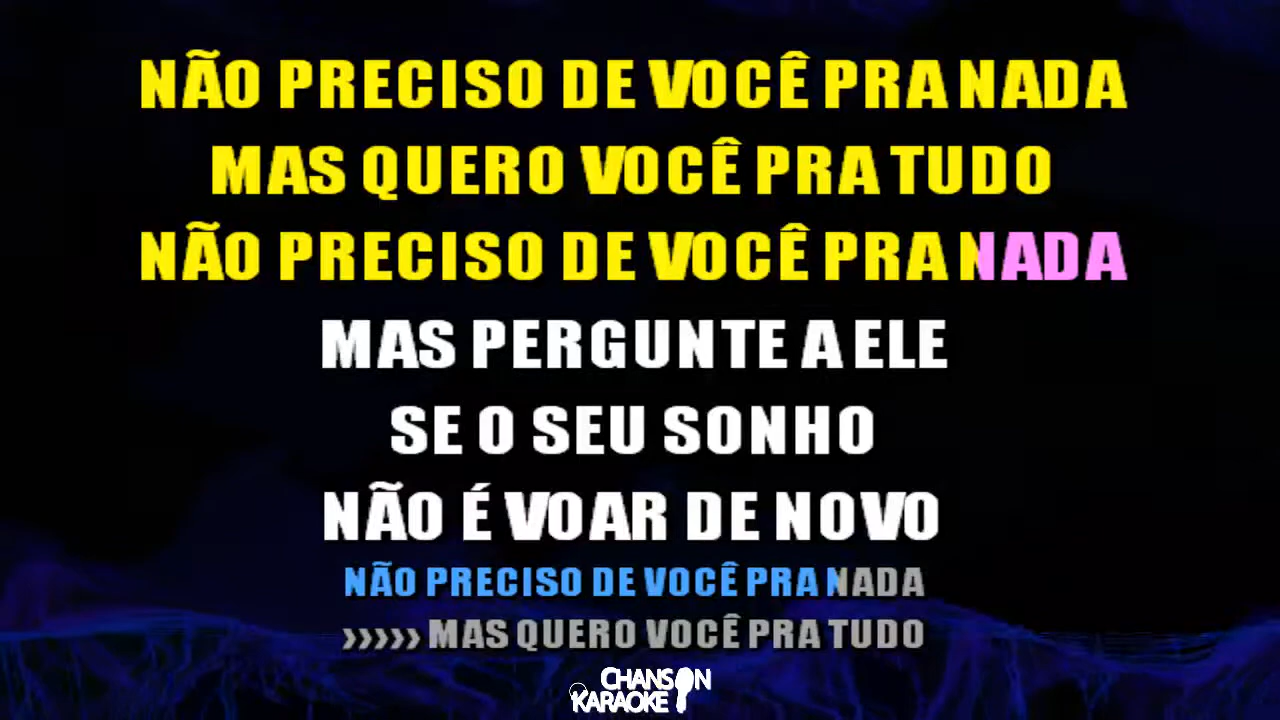 NÃO PRECISO DE VOCÊ PRA NADA
MAS QUERO VOCÊ PRA TUDO
NÃO PRECISO DE VOCÊ PRA NADA
MAS PERGUNTE A ELE
SE O SEU SONHO
NÃO É VOAR DE NOVO
NÃO PRECISO DE VOCÊ PRA NADA
››››› MAS QUERO VOCÊ PRA TUDO
CHANSON
KARAOKE